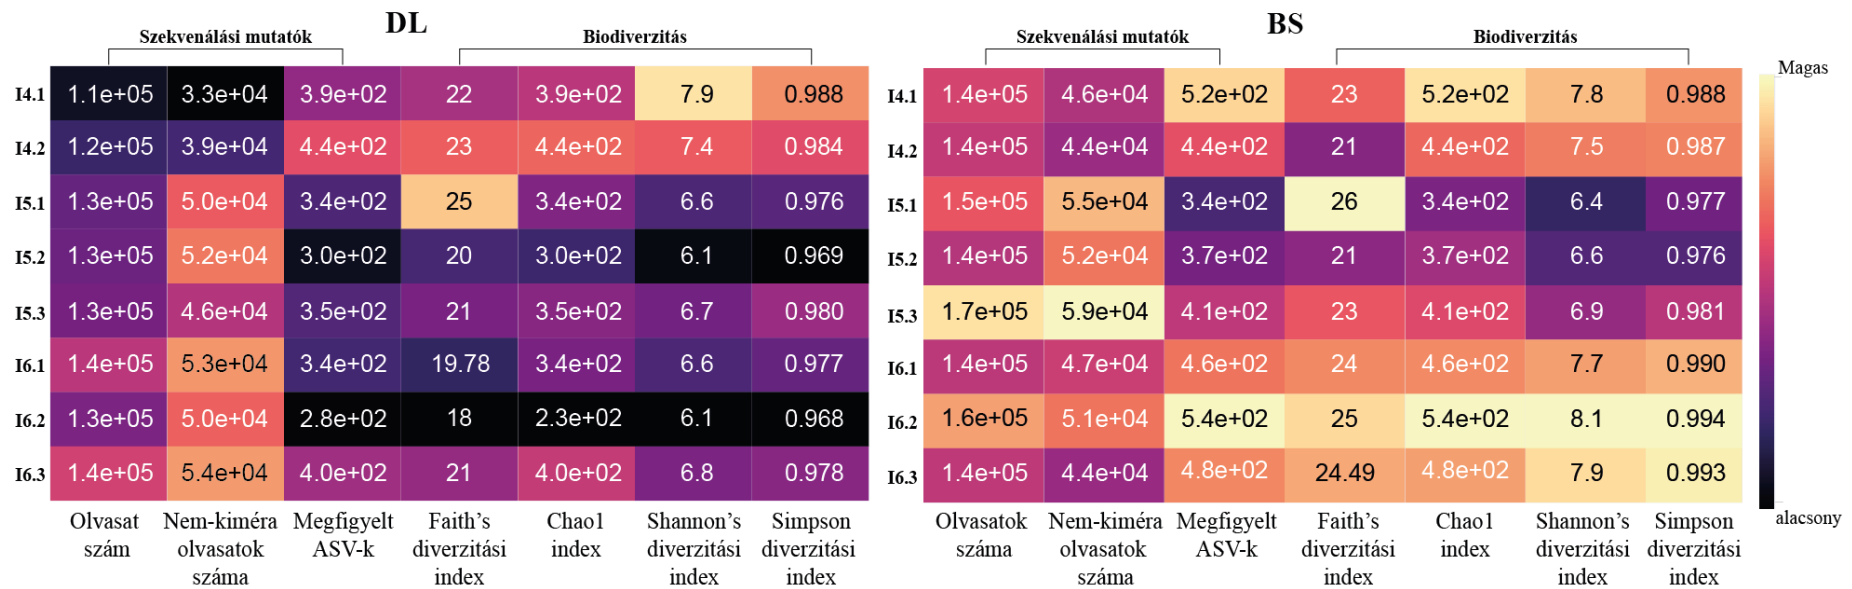 DL
Szekvenálási mutatók
Biodiverzitás
I4.1 1.1e+05 3.3e+04 3.9e+02 22 3.9e+02 7.9 0.988
I4.2 1.2e+05 3.9e+04 4.4e+02 23 4.4e+02 7.4 0.984
I5.1 1.3e+05 5.0e+04 3.4e+02 25 3.4e+02 6.6 0.976
I5.2 1.3e+05 5.2e+04 3.0e+02 20 3.0e+02 6.1 0.969
I5.3 1.3e+05 4.6e+04 3.5e+02 21 3.5e+02 6.7 0.980
I6.1 1.4e+05 5.3e+04 3.4e+02 19.78 3.4e+02 6.6 0.977
I6.2 1.3e+05 5.0e+04 2.8e+02 18 2.3e+02 6.1 0.968
I6.3 1.4e+05 5.4e+04 4.0e+02 21 4.0e+02 6.8 0.978
Olvasat Nem-kiméra Megfigyelt Faith's Chao1 Shannon's Simpson
szám olvasatok ASV-k diverzitási index diverzitási diverzitási
száma index index index
BS
Szekvenálási mutatók
Biodiverzitás
I4.1 1.4e+05 4.6e+04 5.2e+02 23 5.2e+02 7.8 0.988
I4.2 1.4e+05 4.4e+04 4.4e+02 21 4.4e+02 7.5 0.987
I5.1 1.5e+05 5.5e+04 3.4e+02 26 3.4e+02 6.4 0.977
I5.2 1.4e+05 5.2e+04 3.7e+02 21 3.7e+02 6.6 0.976
I5.3 1.7e+05 5.9e+04 4.1e+02 23 4.1e+02 6.9 0.981
I6.1 1.4e+05 4.7e+04 4.6e+02 24 4.6e+02 7.7 0.990
I6.2 1.6e+05 5.1e+04 5.4e+02 25 5.4e+02 8.1 0.994
I6.3 1.4e+05 4.4e+04 4.8e+02 24.49 4.8e+02 7.9 0.993
Olvasatok Nem-kiméra Megfigyelt Faith's Chao1 Shannon's Simpson
száma olvasatok ASV-k diverzitási index diverzitási diverzitási
száma index index index
Magas
alacsony